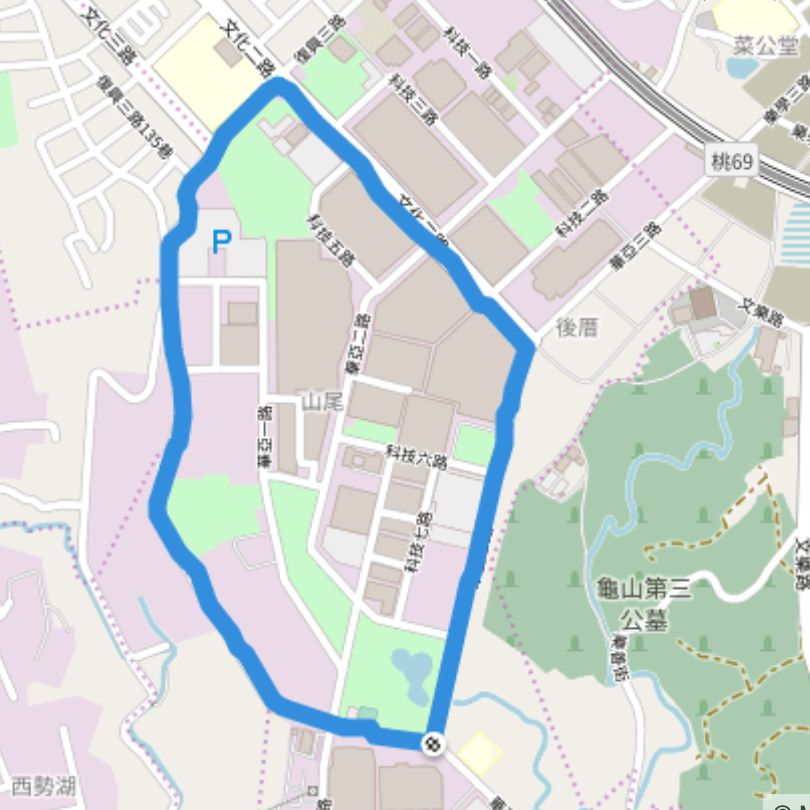 文化三路
文化二路
復興三路
科技一路
菜公堂
復興三路135巷
科技三路
桃69
科技二路
華亞三路
P
科技五路
文化二路
後厝
文樂路
華亞二路
山尾
華亞一路
科技六路
科技七路
龜山第三
公墓
樂善街
西勢湖
路